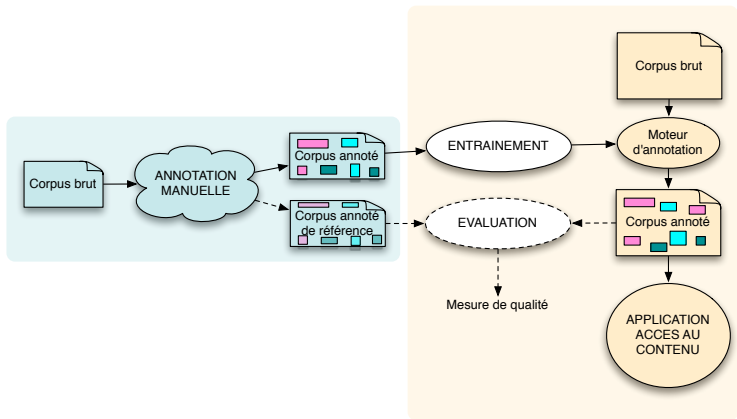 Corpus brut
ANNOTATION
MANUELLE
Corpus annoté
Corpus annoté
de référence
ENTRAINEMENT
EVALUATION
Mesure de qualité
Corpus brut
Moteur
d'annotation
Corpus annoté
APPLICATION
ACCES AU
CONTENU